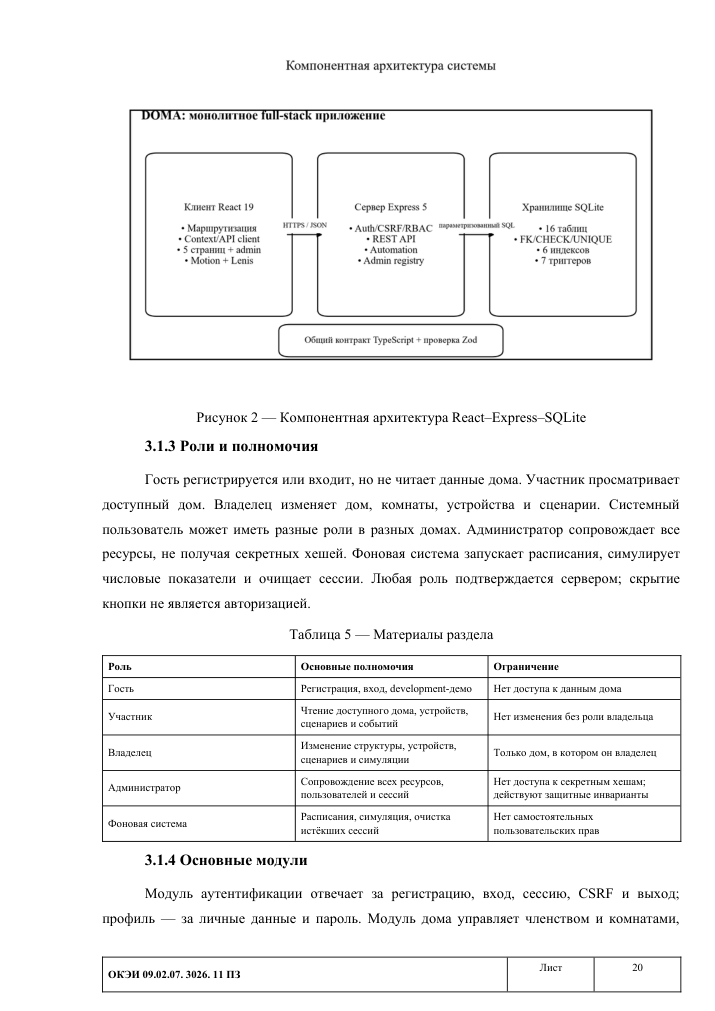 Компонентная архитектура системы
DOMA: монолитное full-stack приложение
Клиент React 19
• Маршрутизация
• Context/API client
• 5 страниц + admin
• Motion + Lenis
HTTPS / JSON
Сервер Express 5
• Auth/CSRF/RBAC
• REST API
• Automation
• Admin registry
параметризованный SQL
Хранилище SQLite
• 16 таблиц
• FK/CHECK/UNIQUE
• 6 индексов
• 7 триггеров
Общий контракт TypeScript + проверка Zod
Рисунок 2 — Компонентная архитектура React–Express–SQLite
3.1.3 Роли и полномочия
Гость регистрируется или входит, но не читает данные дома. Участник просматривает
доступный дом. Владелец изменяет дом, комнаты, устройства и сценарии. Системный
пользователь может иметь разные роли в разных домах. Администратор сопровождает все
ресурсы, не получая секретных хешей. Фоновая система запускает расписания, симулирует
числовые показатели и очищает сессии. Любая роль подтверждается сервером; скрытие
кнопки не является авторизацией.
Таблица 5 — Материалы раздела
Роль Основные полномочия Ограничение
Гость Регистрация, вход, development-демо Нет доступа к данным дома
Участник Чтение доступного дома, устройств, сценариев и событий Нет изменения без роли владельца
Владелец Изменение структуры, устройств, сценариев и симуляции Только дом, в котором он владелец
Администратор Сопровождение всех ресурсов, пользователей и сессий Нет доступа к секретным хешам; действуют защитные инварианты
Фоновая система Расписания, симуляция, очистка истёкших сессий Нет самостоятельных пользовательских прав
3.1.4 Основные модули
Модуль аутентификации отвечает за регистрацию, вход, сессию, CSRF и выход;
профиль — за личные данные и пароль. Модуль дома управляет членством и комнатами,
ОКЭИ 09.02.07. 3026. 11 ПЗ Лист 20